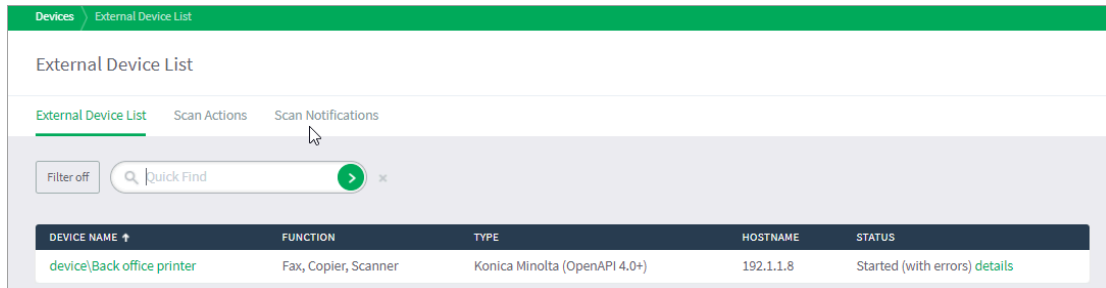 Devices External Device List
External Device List
External Device List Scan Actions Scan Notifications
Filter off Quick Find
DEVICE NAME FUNCTION TYPE HOSTNAME STATUS
device\Back office printer Fax, Copier, Scanner Konica Minolta (OpenAPI 4.0+) 192.1.1.8 Started (with errors) details